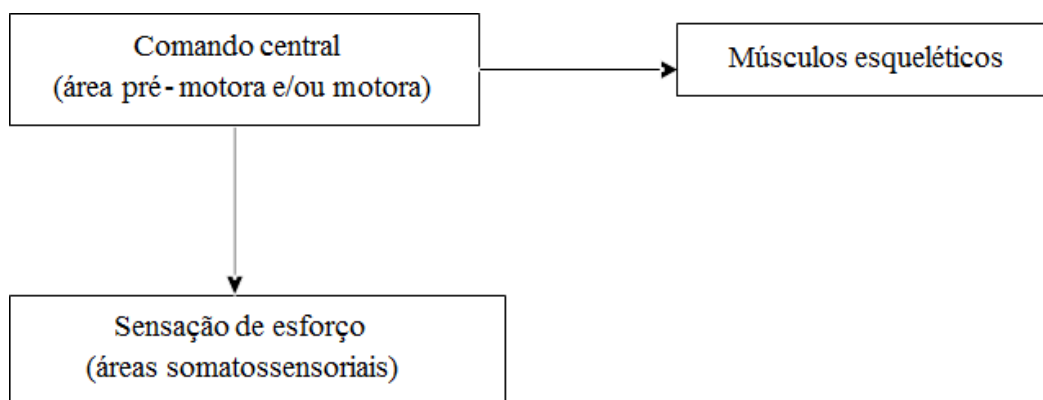 Comando central
(área pré-motora e/ou motora)
Músculos esqueléticos
Sensação de esforço
(áreas somatossensoriais)